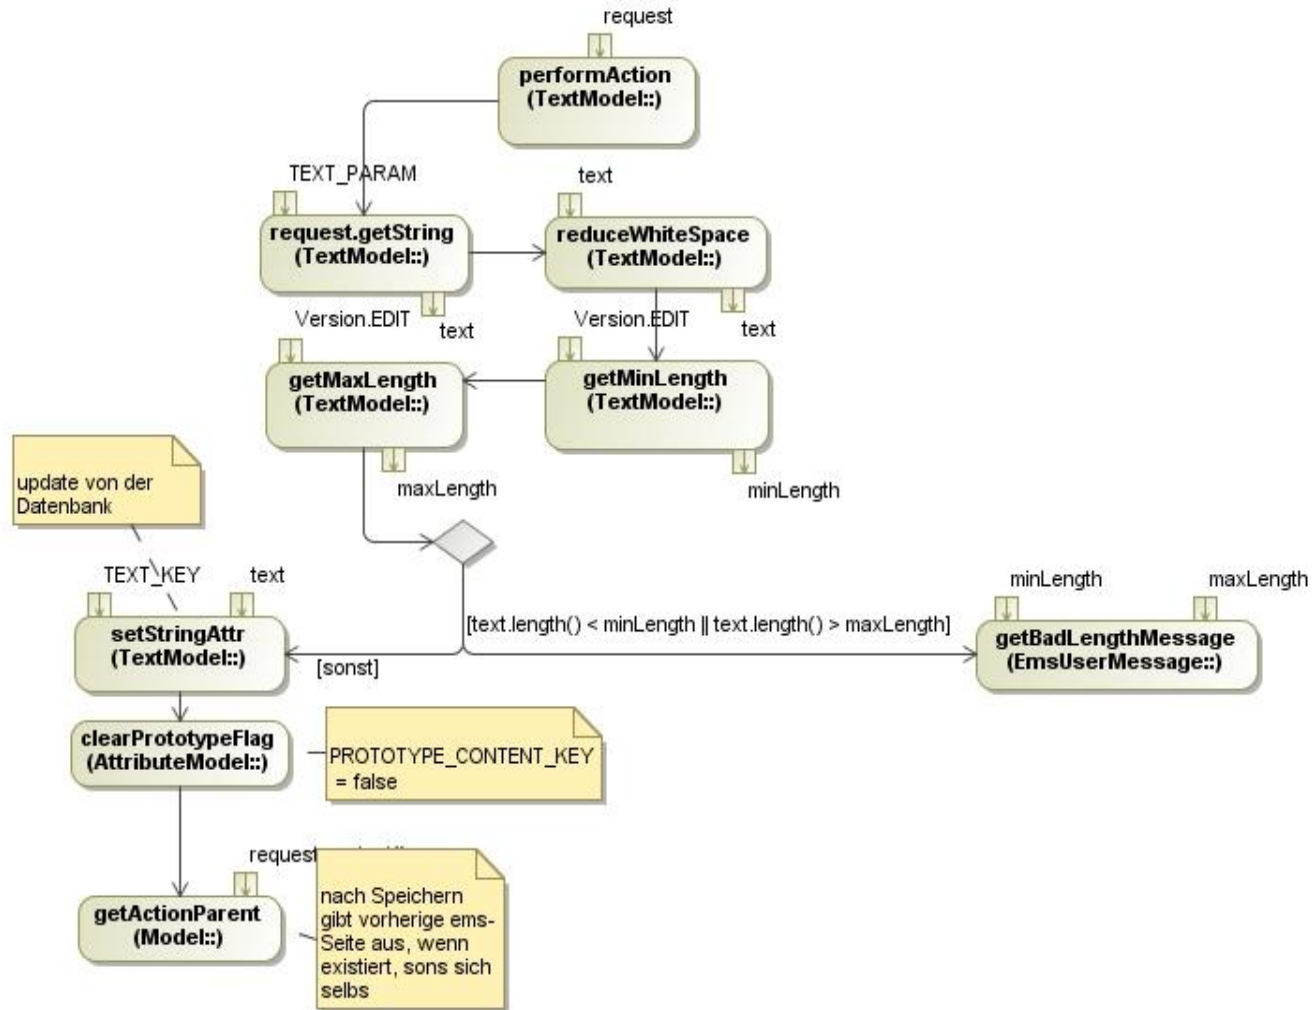 request
performAction
(TextModel::)
TEXT_PARAM
text
request.getString
(TextModel::)
reduceWhiteSpace
(TextModel::)
Version.EDIT
text
Version.EDIT
text
getMaxLength
(TextModel::)
getMinLength
(TextModel::)
maxLength
minLength
update von der
Datenbank
TEXT_KEY
text
minLength
maxLength
setStringAttr
(TextModel::)
[text.length() < minLength || text.length() > maxLength]
getBadLengthMessage
(EmsUserMessage::)
[sonst]
clearPrototypeFlag
(AttributeModel::)
PROTOTYPE_CONTENT_KEY
= false
request
getActionParent
(Model::)
nach Speichern
gibt vorherige ems-
Seite aus, wenn
existiert, sons sich
selbs